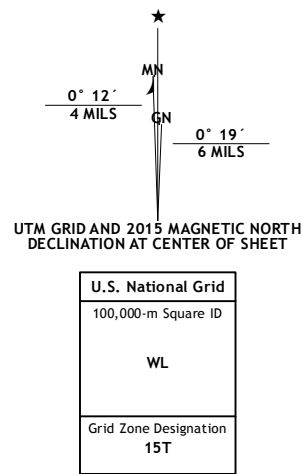 MN
0° 12´
4 MILS
GN
0° 19´
6 MILS
UTM GRID AND 2015 MAGNETIC NORTH
DECLINATION AT CENTER OF SHEET
U.S. National Grid
100,000-m Square ID
WL
Grid Zone Designation
15T